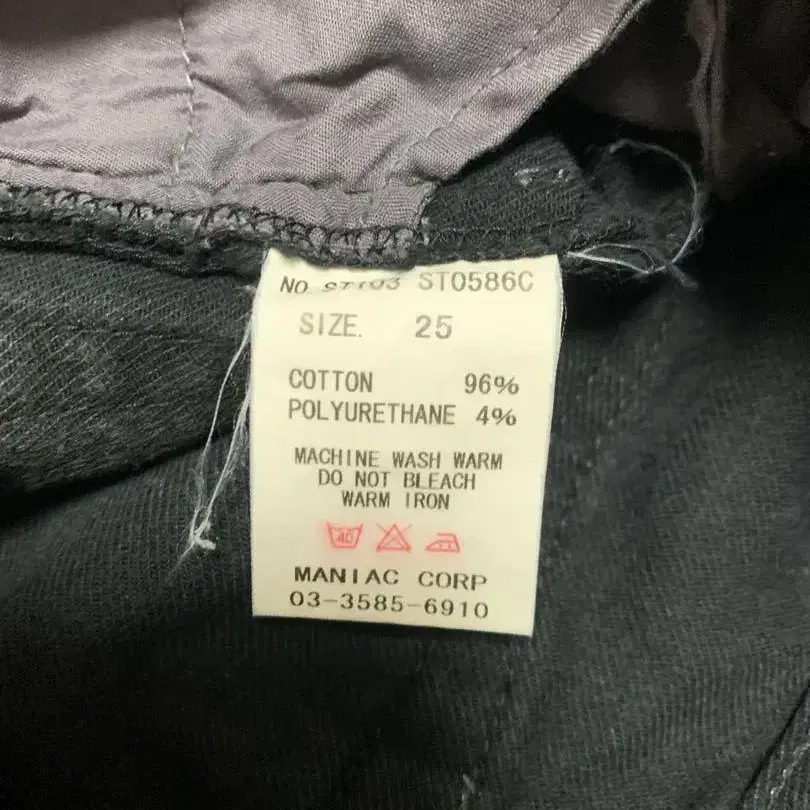 NO. ST103 ST0586C
SIZE. 25
COTTON 96%
POLYURETHANE 4%
MACHINE WASH WARM
DO NOT BLEACH
WARM IRON
40
MANIAC CORP
03-3585-6910